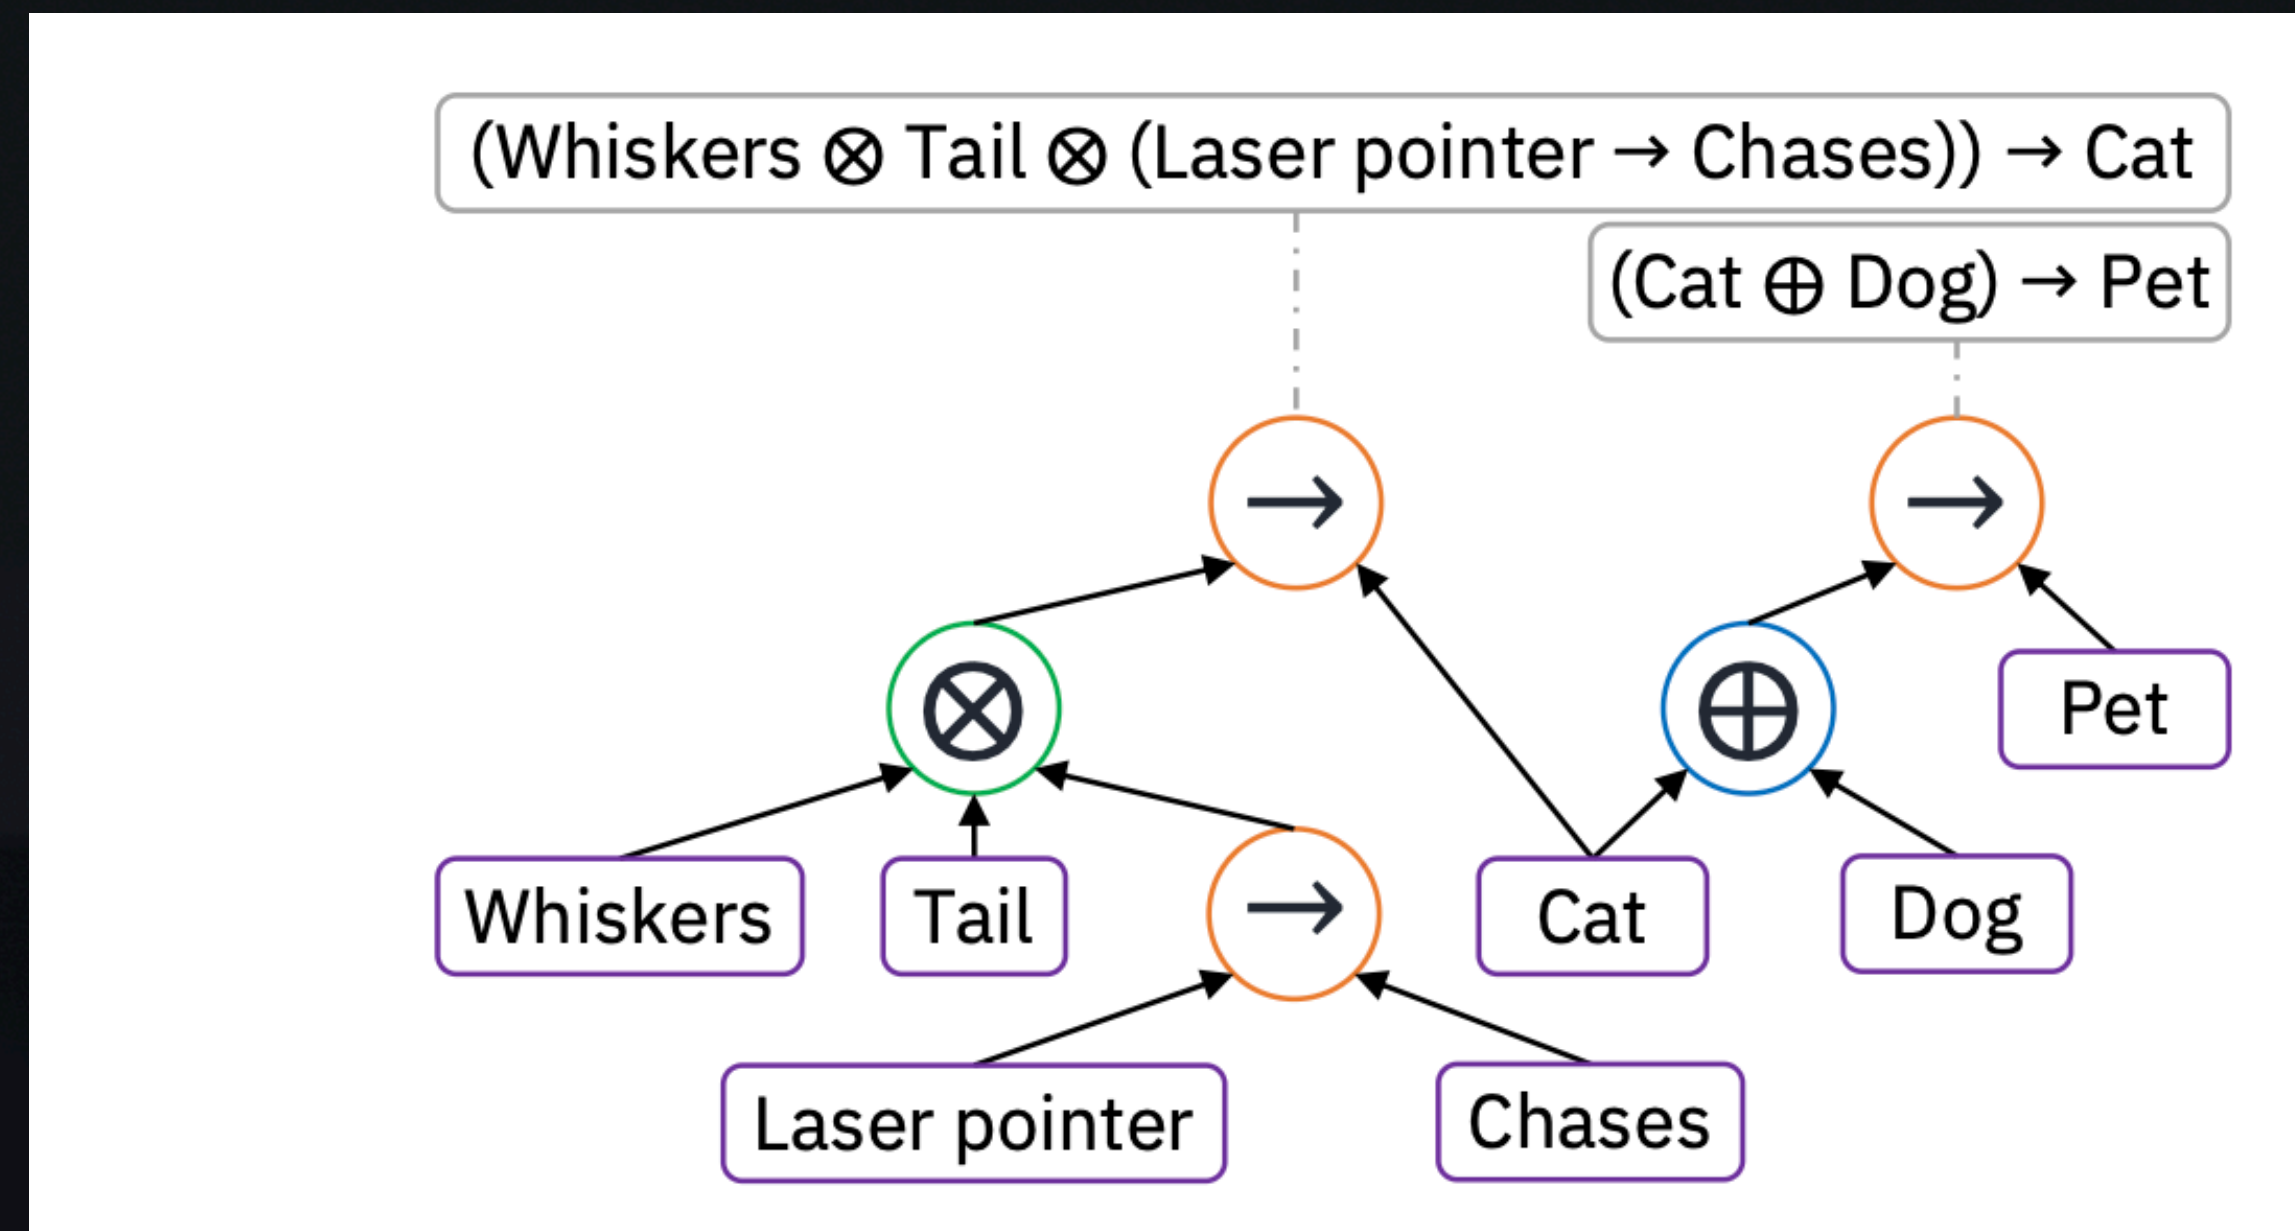 (Whiskers ⊗ Tail ⊗ (Laser pointer → Chases)) → Cat
(Cat ⊕ Dog) → Pet
→
→
⊗
⊕
Pet
Whiskers
Tail
→
Cat
Dog
Laser pointer
Chases